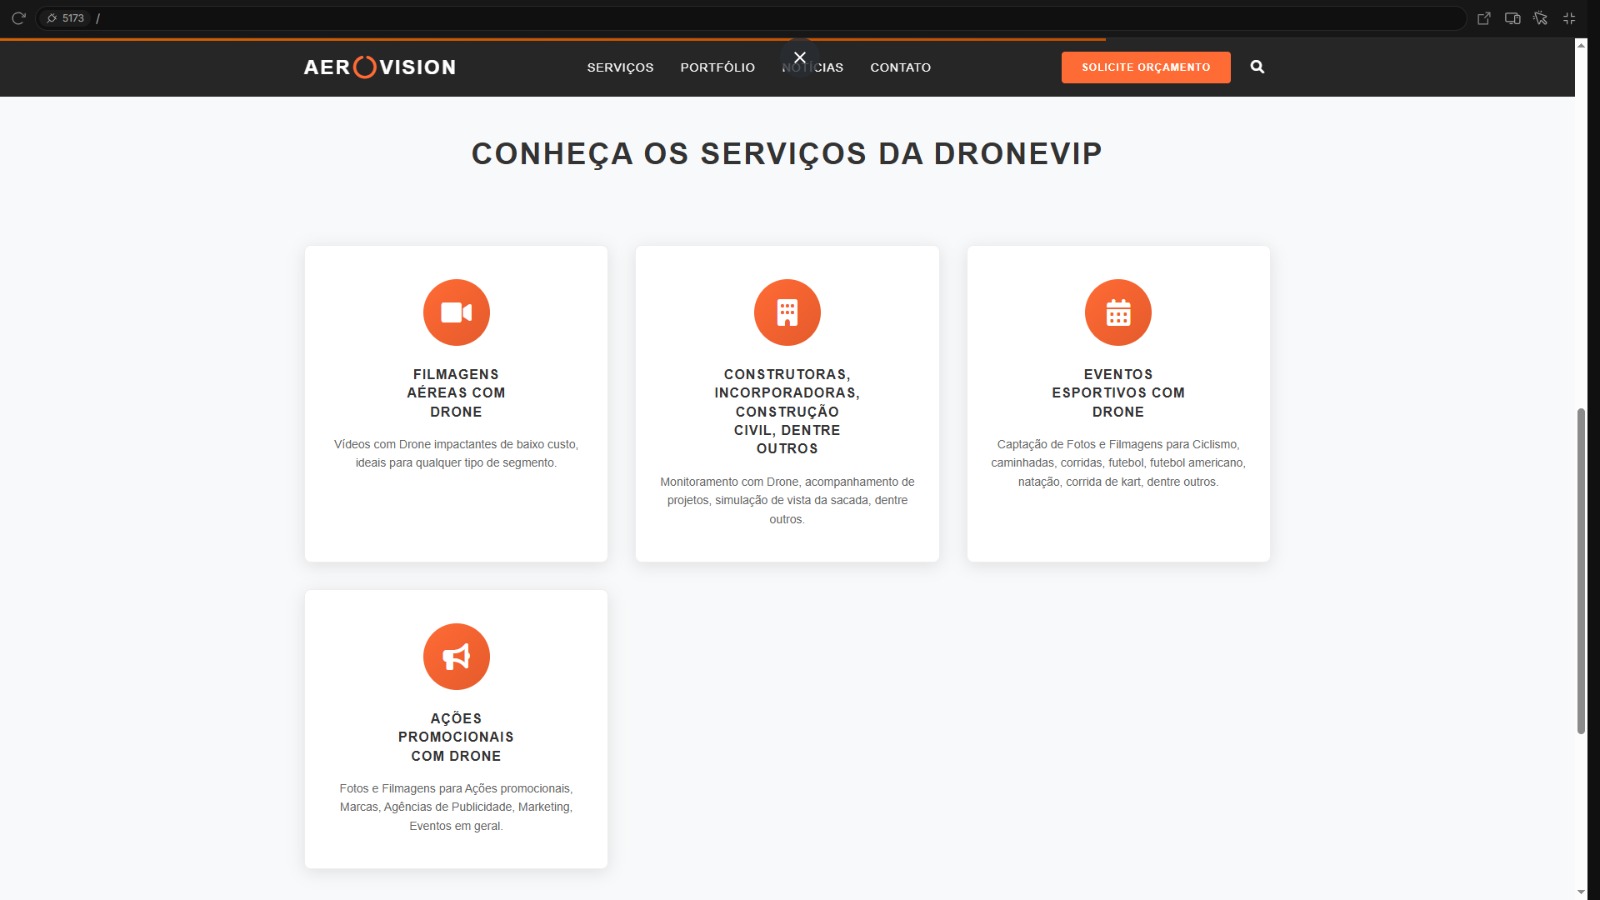 5173 /
AEROVISION
SERVIÇOS PORTFÓLIO NOTÍCIAS CONTATO
SOLICITE ORÇAMENTO
CONHEÇA OS SERVIÇOS DA DRONEVIP
FILMAGENS
AÉREAS COM
DRONE
Vídeos com Drone impactantes de baixo custo,
ideais para qualquer tipo de segmento.
CONSTRUTORAS,
INCORPORADORAS,
CONSTRUÇÃO
CIVIL, DENTRE
OUTROS
Monitoramento com Drone, acompanhamento de
projetos, simulação de vista da sacada, dentre
outros.
EVENTOS
ESPORTIVOS COM
DRONE
Captação de Fotos e Filmagens para Ciclismo,
caminhadas, corridas, futebol, futebol americano,
natação, corrida de kart, dentre outros.
AÇÕES
PROMOCIONAIS
COM DRONE
Fotos e Filmagens para Ações promocionais,
Marcas, Agências de Publicidade, Marketing,
Eventos em geral.